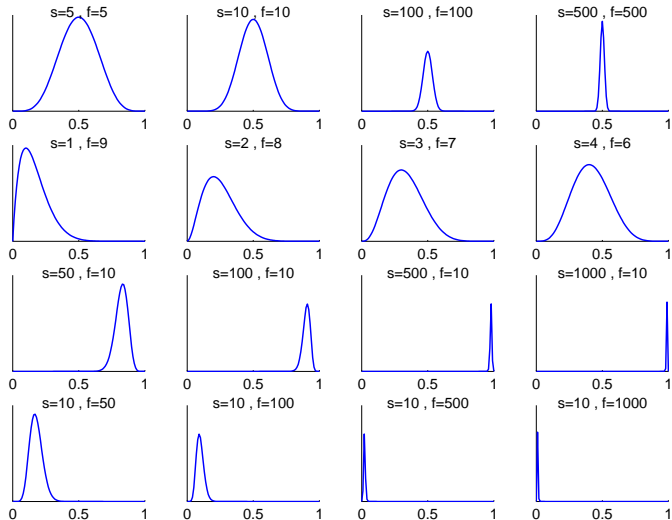 s=5 , f=5 s=10 , f=10 s=100 , f=100 s=500 , f=500
0 0.5 1 0 0.5 1 0 0.5 1 0 0.5 1
s=1 , f=9 s=2 , f=8 s=3 , f=7 s=4 , f=6
0 0.5 1 0 0.5 1 0 0.5 1 0 0.5 1
s=50 , f=10 s=100 , f=10 s=500 , f=10 s=1000 , f=10
0 0.5 1 0 0.5 1 0 0.5 1 0 0.5 1
s=10 , f=50 s=10 , f=100 s=10 , f=500 s=10 , f=1000
0 0.5 1 0 0.5 1 0 0.5 1 0 0.5 1